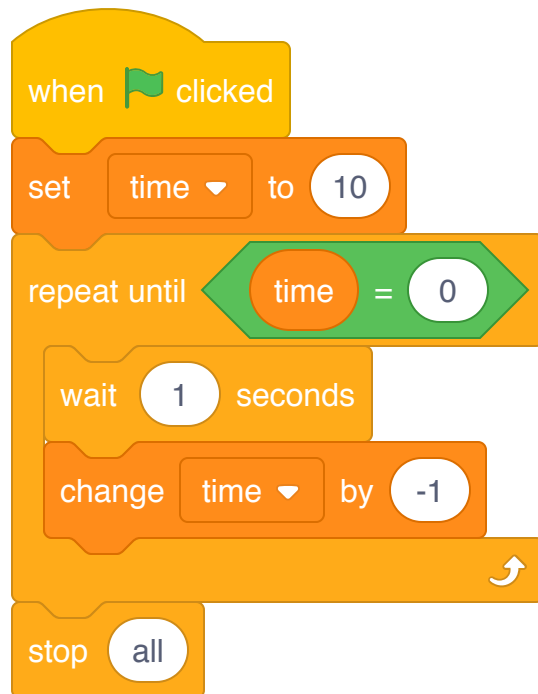 when clicked
set time to 10
repeat until time = 0
wait 1 seconds
change time by -1
stop all